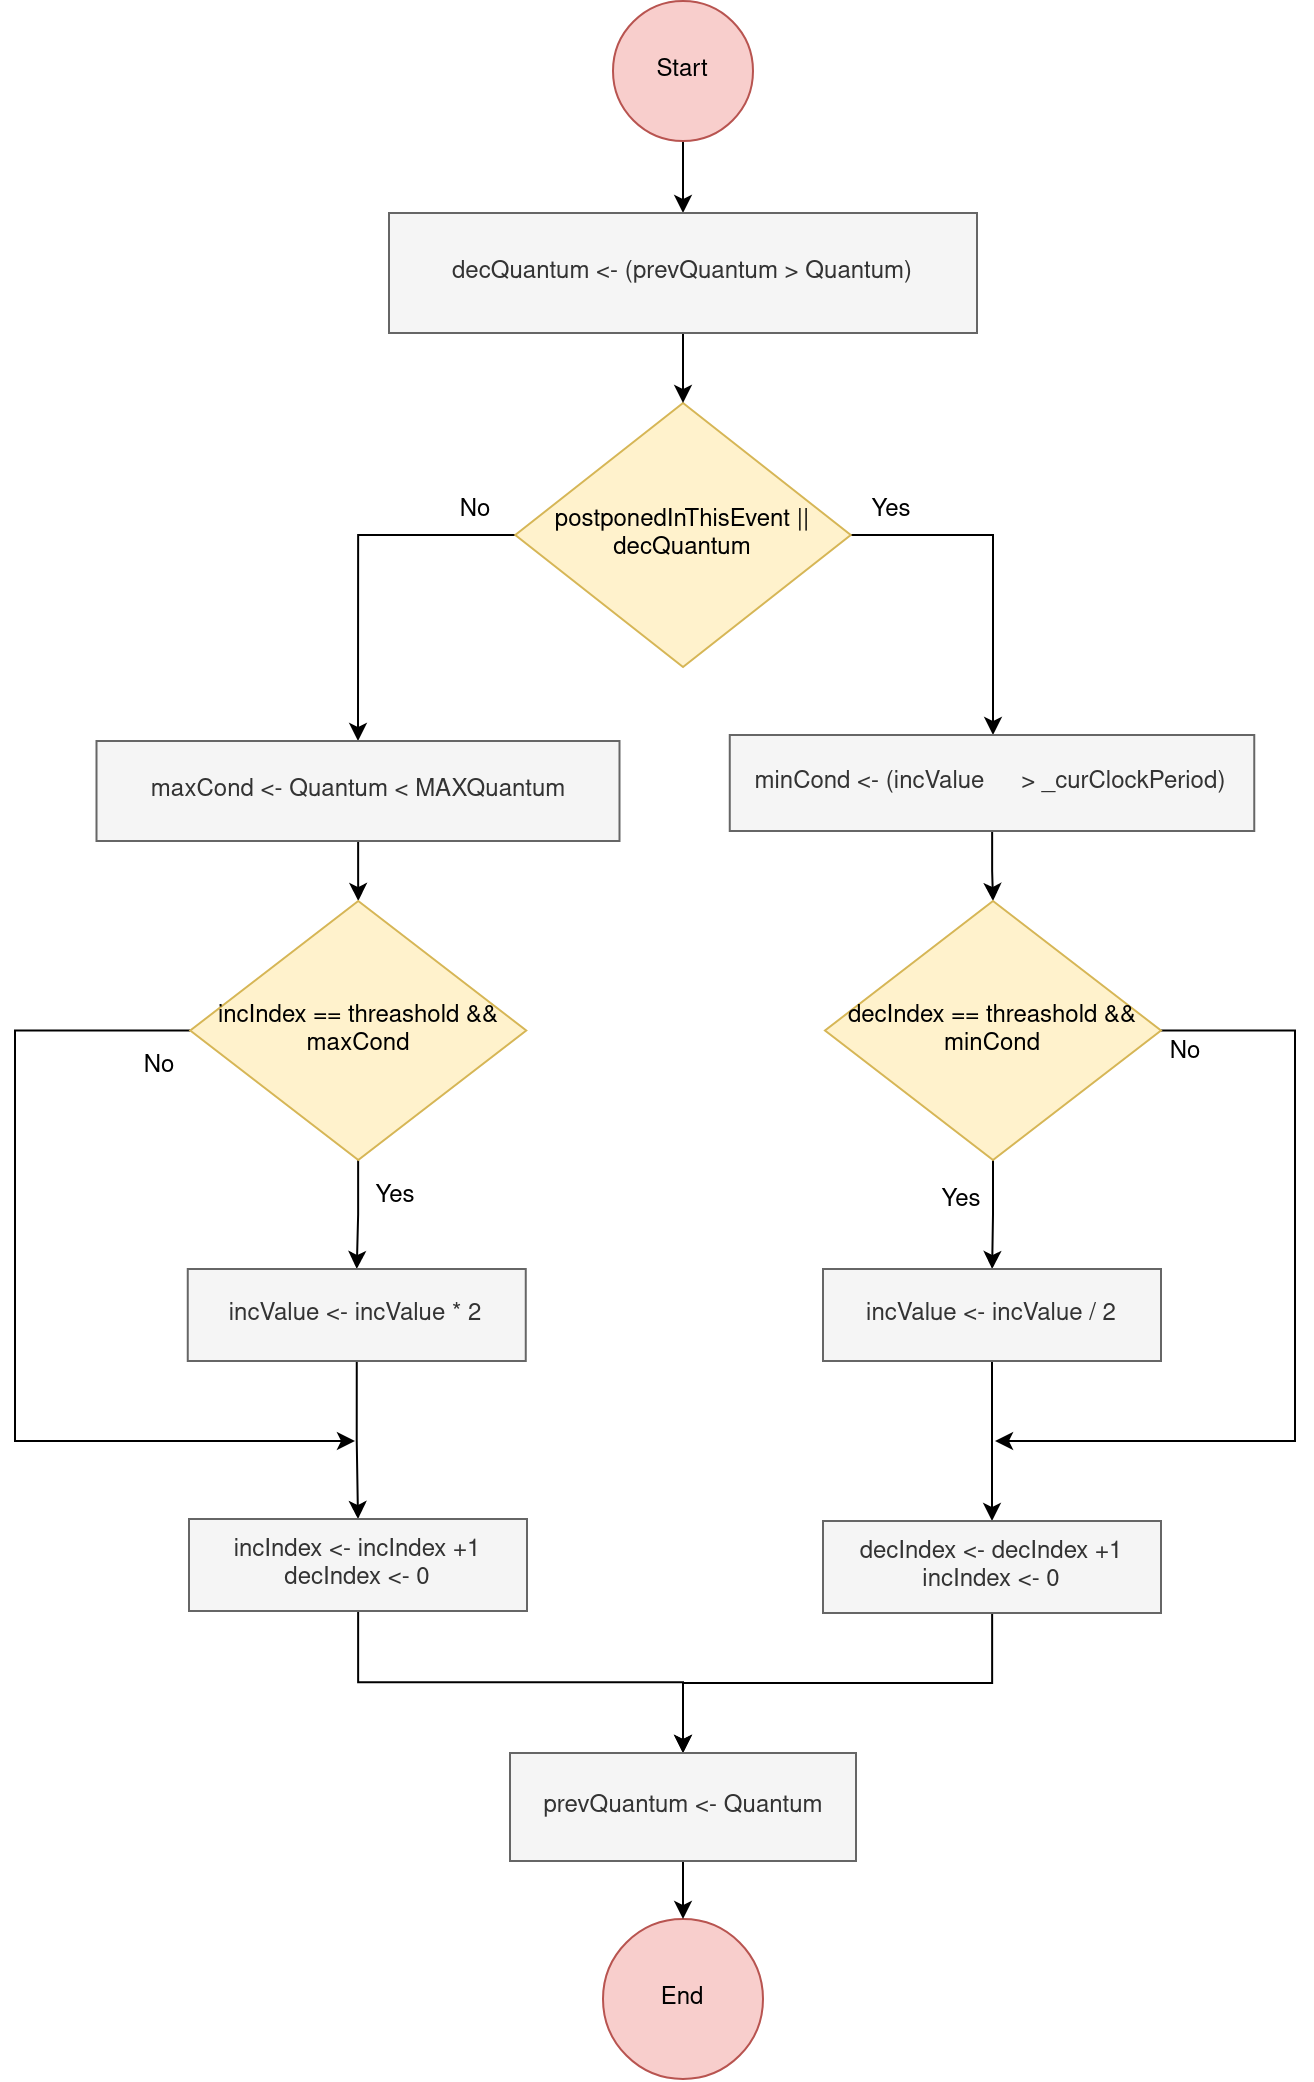 Start
decQuantum <- (prevQuantum > Quantum)
No
Yes
postponedInThisEvent ||
decQuantum
maxCond <- Quantum < MAXQuantum
minCond <- (incValue > _curClockPeriod)
incIndex == threashold &&
maxCond
No
decIndex == threashold &&
minCond
No
Yes
Yes
incValue <- incValue * 2
incValue <- incValue / 2
incIndex <- incIndex +1
decIndex <- 0
decIndex <- decIndex +1
incIndex <- 0
prevQuantum <- Quantum
End